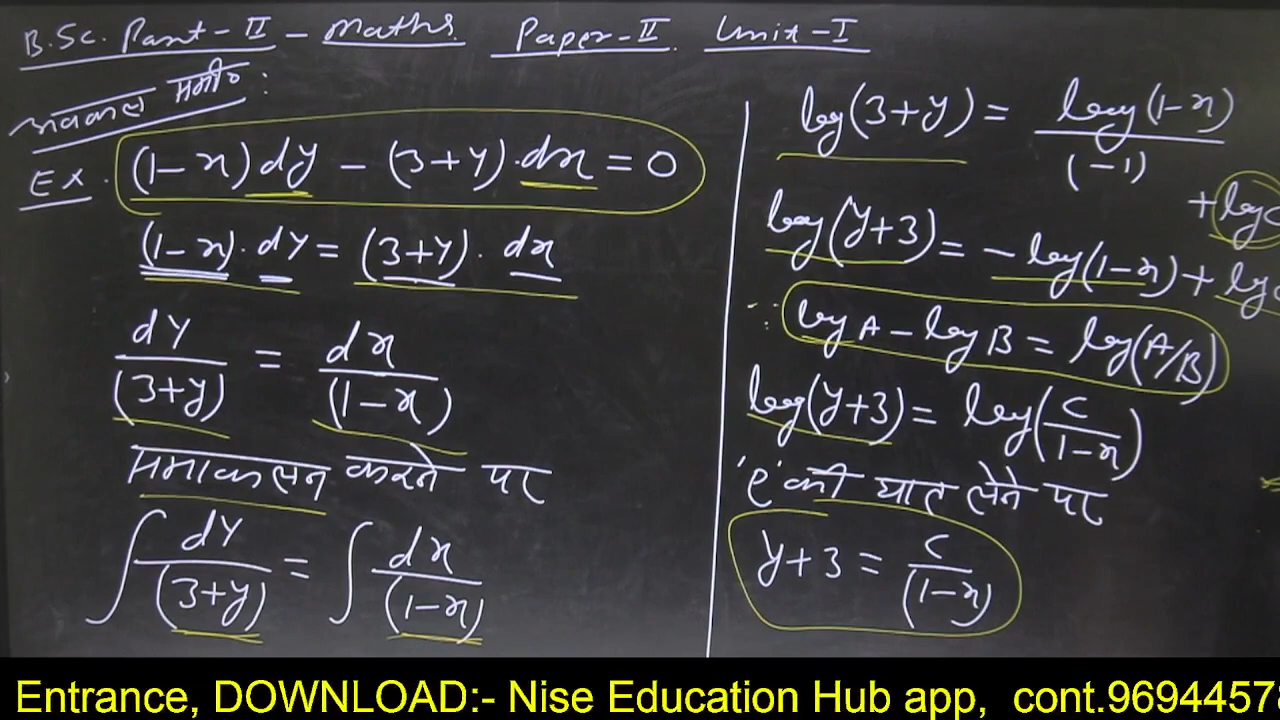 B.Sc. Part-II - Maths Paper-II Unit-I
अवकल समी० :
Ex. (1-x)dy - (3+y).dx = 0
(1-x).dy = (3+y).dx
dy/(3+y) = dx/(1-x)
समाकलन करने पर
∫ dy/(3+y) = ∫ dx/(1-x)
log(3+y) = log(1-x)/(-1)
+ log c
log(y+3) = -log(1-x) + log
∵ log A - log B = log(A/B)
log(y+3) = log(c/1-x)
'e' की घात लेने पर
y+3 = c/(1-x)
Entrance, DOWNLOAD:- Nise Education Hub app, cont.9694457